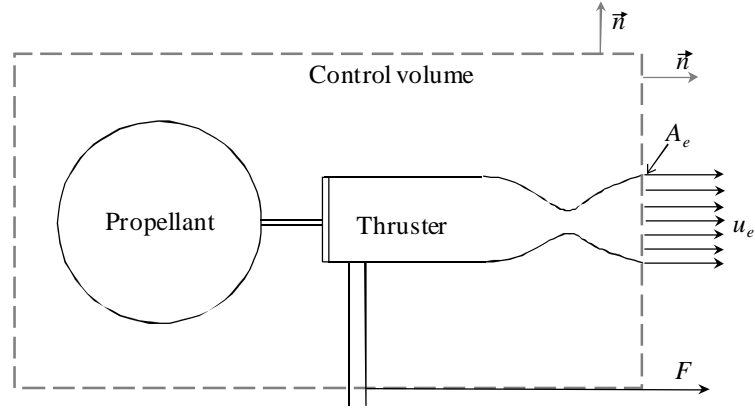 n⃗
n⃗
Control volume
A_e
Propellant
Thruster
u_e
F